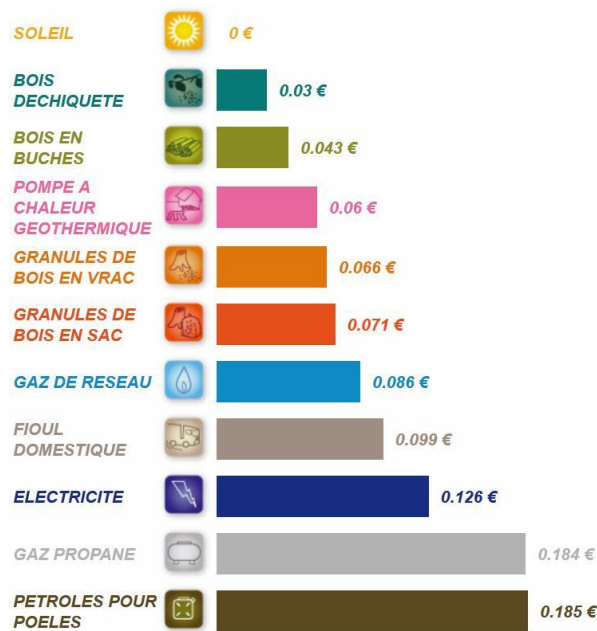 SOLEIL 0 €
BOIS
DECHIQUETE 0.03 €
BOIS EN
BUCHES 0.043 €
POMPE A
CHALEUR 0.06 €
GEOTHERMIQUE
GRANULES DE
BOIS EN VRAC 0.066 €
GRANULES DE
BOIS EN SAC 0.071 €
GAZ DE RESEAU 0.086 €
FIOUL
DOMESTIQUE 0.099 €
ELECTRICITE 0.126 €
GAZ PROPANE 0.184 €
PETROLES POUR
POELES 0.185 €